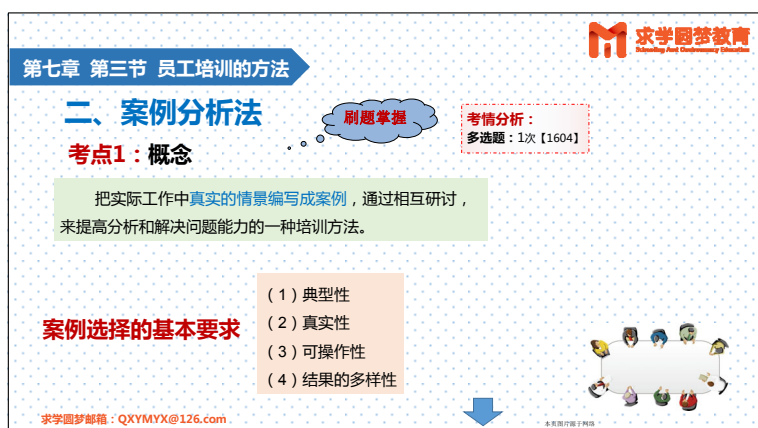 求学圆梦教育
第七章 第三节 员工培训的方法
二、案例分析法
刷题掌握
考情分析：
多选题：1次【1604】
考点1：概念
把实际工作中真实的情景编写成案例，通过相互研讨，
来提高分析和解决问题能力的一种培训方法。
案例选择的基本要求
（1）典型性
（2）真实性
（3）可操作性
（4）结果的多样性
求学圆梦邮箱：QXYMYX@126.com
本页图片源于网络